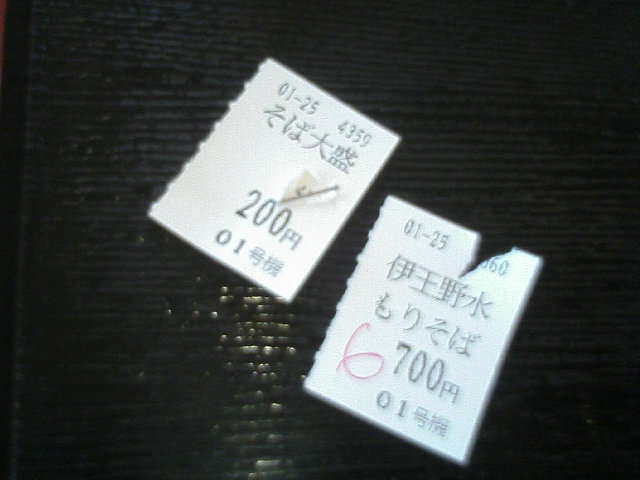 01-25 4359
そば大盛
200円
01号機
01-25 360
伊王野水
もりそば
6 700円
01号機